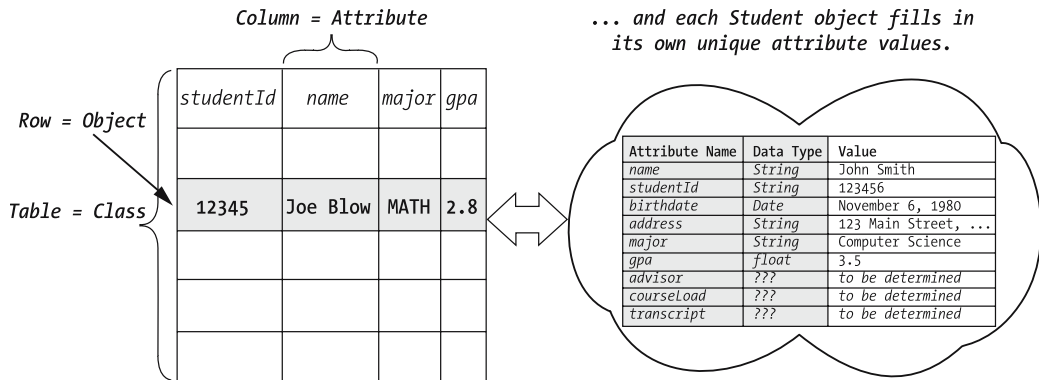 Column = Attribute
... and each Student object fills in
its own unique attribute values.
studentId name major gpa
Row = Object
Table = Class
12345 Joe Blow MATH 2.8
Attribute Name Data Type Value
name String John Smith
studentId String 123456
birthdate Date November 6, 1980
address String 123 Main Street, ...
major String Computer Science
gpa float 3.5
advisor ??? to be determined
courseLoad ??? to be determined
transcript ??? to be determined